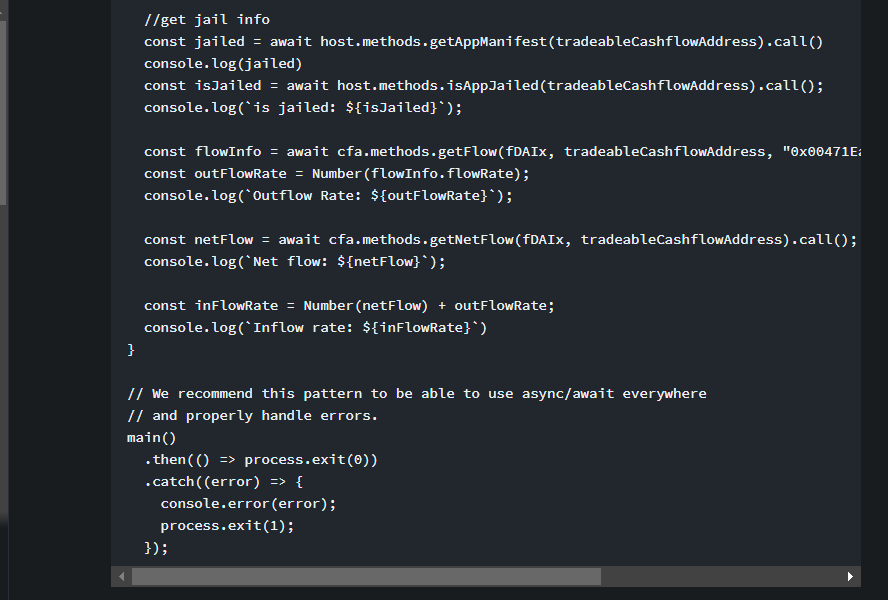 //get jail info
const jailed = await host.methods.getAppManifest(tradeableCashflowAddress).call()
console.log(jailed)
const isJailed = await host.methods.isAppJailed(tradeableCashflowAddress).call();
console.log(`is jailed: ${isJailed}`);
const flowInfo = await cfa.methods.getFlow(fDAIx, tradeableCashflowAddress, "0x00471Ea
const outFlowRate = Number(flowInfo.flowRate);
console.log(`Outflow Rate: ${outFlowRate}`);
const netFlow = await cfa.methods.getNetFlow(fDAIx, tradeableCashflowAddress).call();
console.log(`Net flow: ${netFlow}`);
const inFlowRate = Number(netFlow) + outFlowRate;
console.log(`Inflow rate: ${inFlowRate}`)
}
// We recommend this pattern to be able to use async/await everywhere
// and properly handle errors.
main()
.then(() => process.exit(0))
.catch((error) => {
console.error(error);
process.exit(1);
});